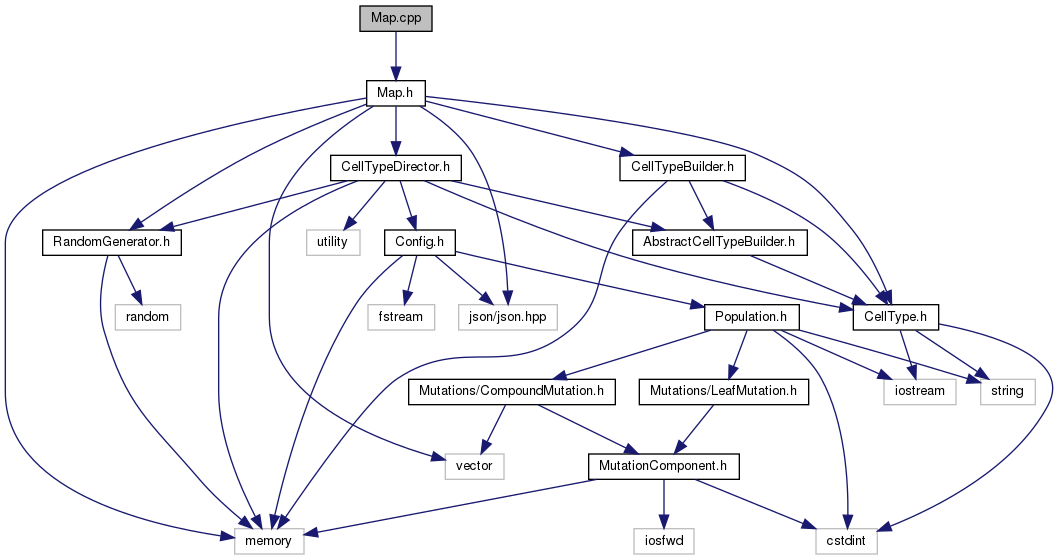 Map.cpp
Map.h
CellTypeDirector.h
CellTypeBuilder.h
RandomGenerator.h
utility
Config.h
AbstractCellTypeBuilder.h
random
fstream
json/json.hpp
Population.h
CellType.h
Mutations/CompoundMutation.h
Mutations/LeafMutation.h
iostream
string
vector
MutationComponent.h
memory
iosfwd
cstdint